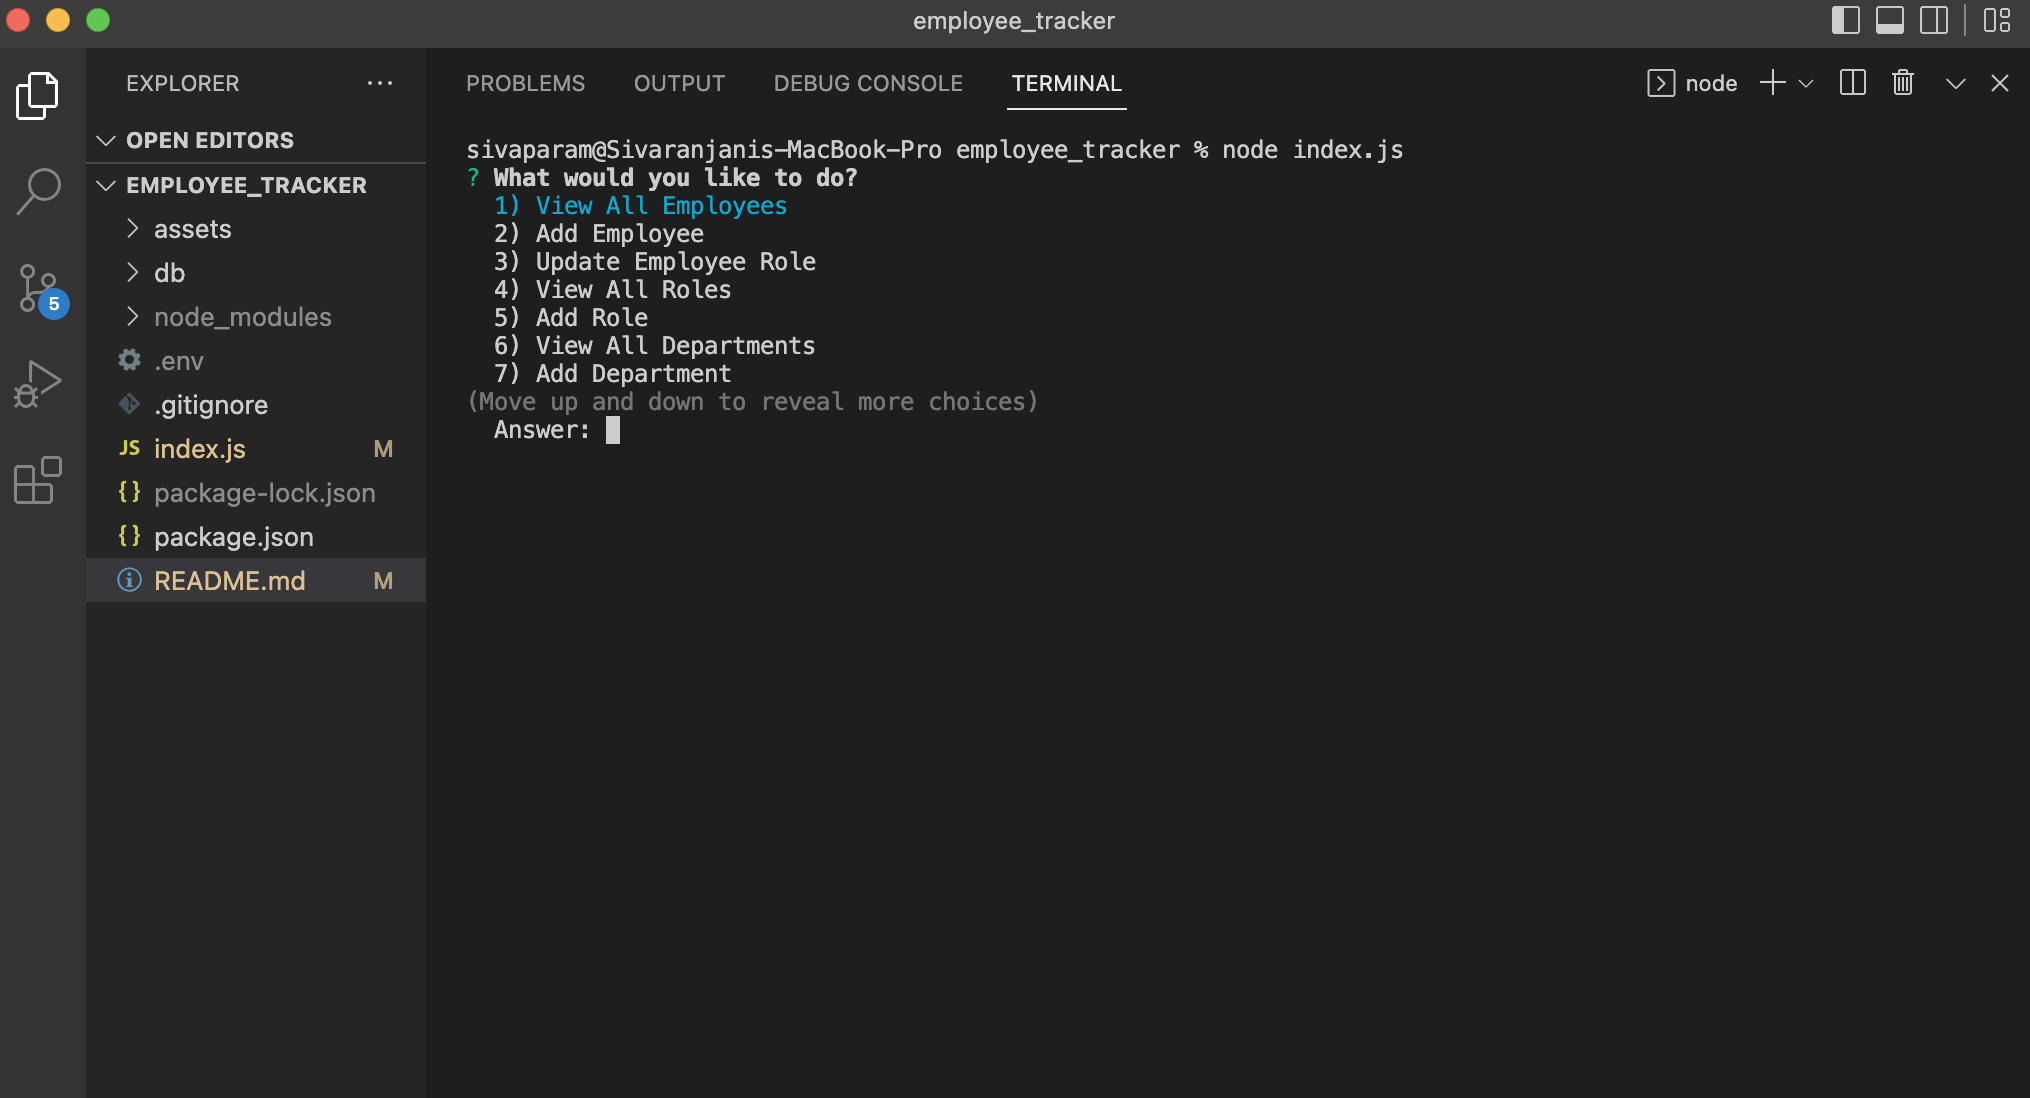 employee_tracker
EXPLORER
OPEN EDITORS
EMPLOYEE_TRACKER
assets
db
node_modules
.env
.gitignore
JS index.js M
{} package-lock.json
{} package.json
README.md M
5
PROBLEMS OUTPUT DEBUG CONSOLE TERMINAL
node
sivaparam@Sivaranjanis-MacBook-Pro employee_tracker % node index.js
? What would you like to do?
1) View All Employees
2) Add Employee
3) Update Employee Role
4) View All Roles
5) Add Role
6) View All Departments
7) Add Department
(Move up and down to reveal more choices)
Answer: